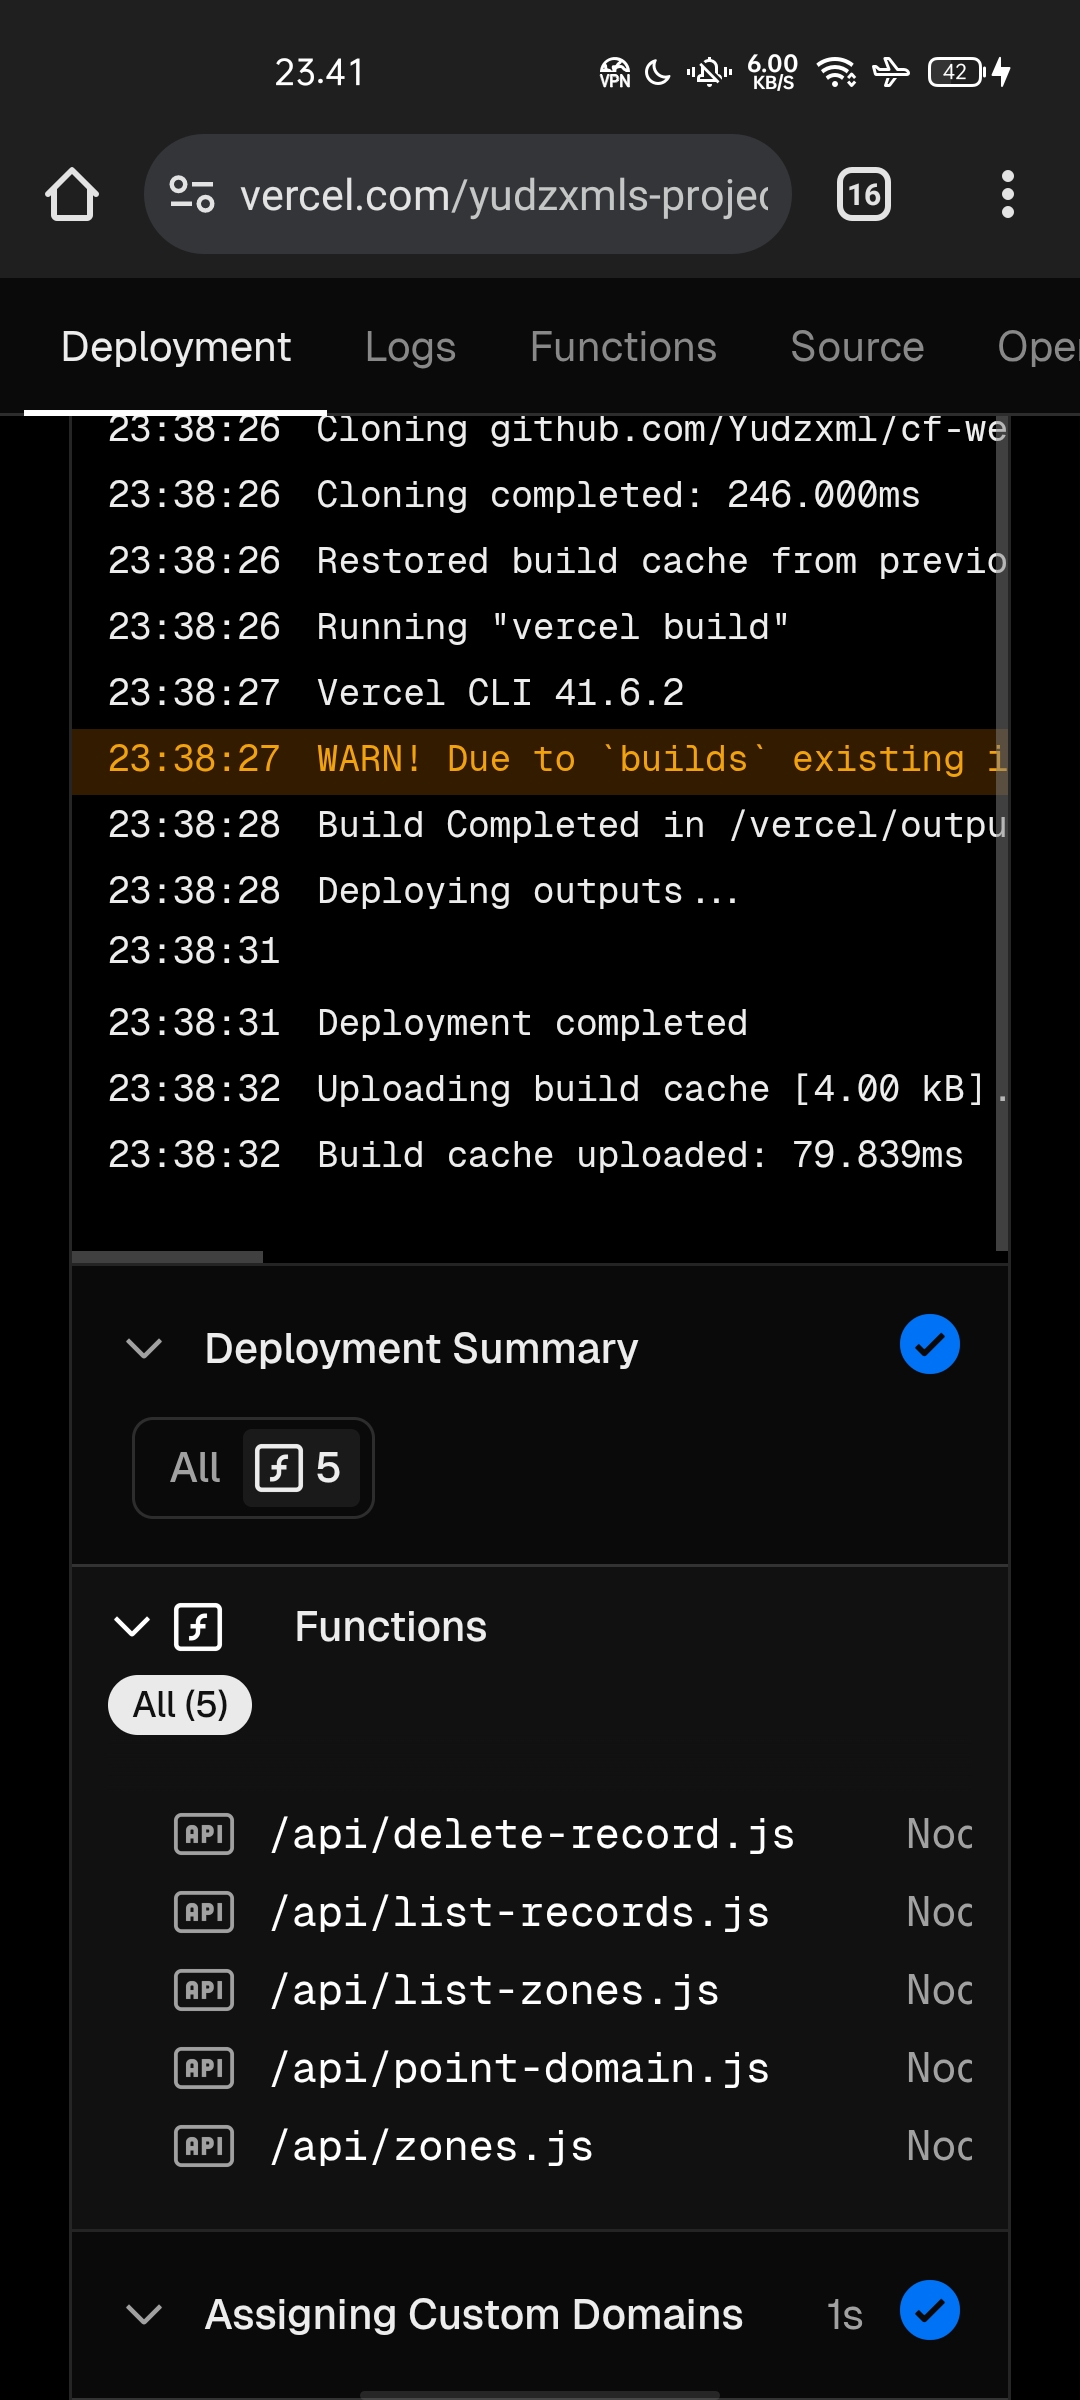 23.41 VPN 6.00 KB/S 42
vercel.com/yudzxmls-projec 16
Deployment Logs Functions Source Ope
23:38:26 Cloning github.com/Yudzxml/cf-we
23:38:26 Cloning completed: 246.000ms
23:38:26 Restored build cache from previo
23:38:26 Running "vercel build"
23:38:27 Vercel CLI 41.6.2
23:38:27 WARN! Due to `builds` existing i
23:38:28 Build Completed in /vercel/outpu
23:38:28 Deploying outputs...
23:38:31
23:38:31 Deployment completed
23:38:32 Uploading build cache [4.00 kB].
23:38:32 Build cache uploaded: 79.839ms
Deployment Summary
All 5
Functions
All (5)
API /api/delete-record.js Noc
API /api/list-records.js Noc
API /api/list-zones.js Noc
API /api/point-domain.js Noc
API /api/zones.js Noc
Assigning Custom Domains 1s